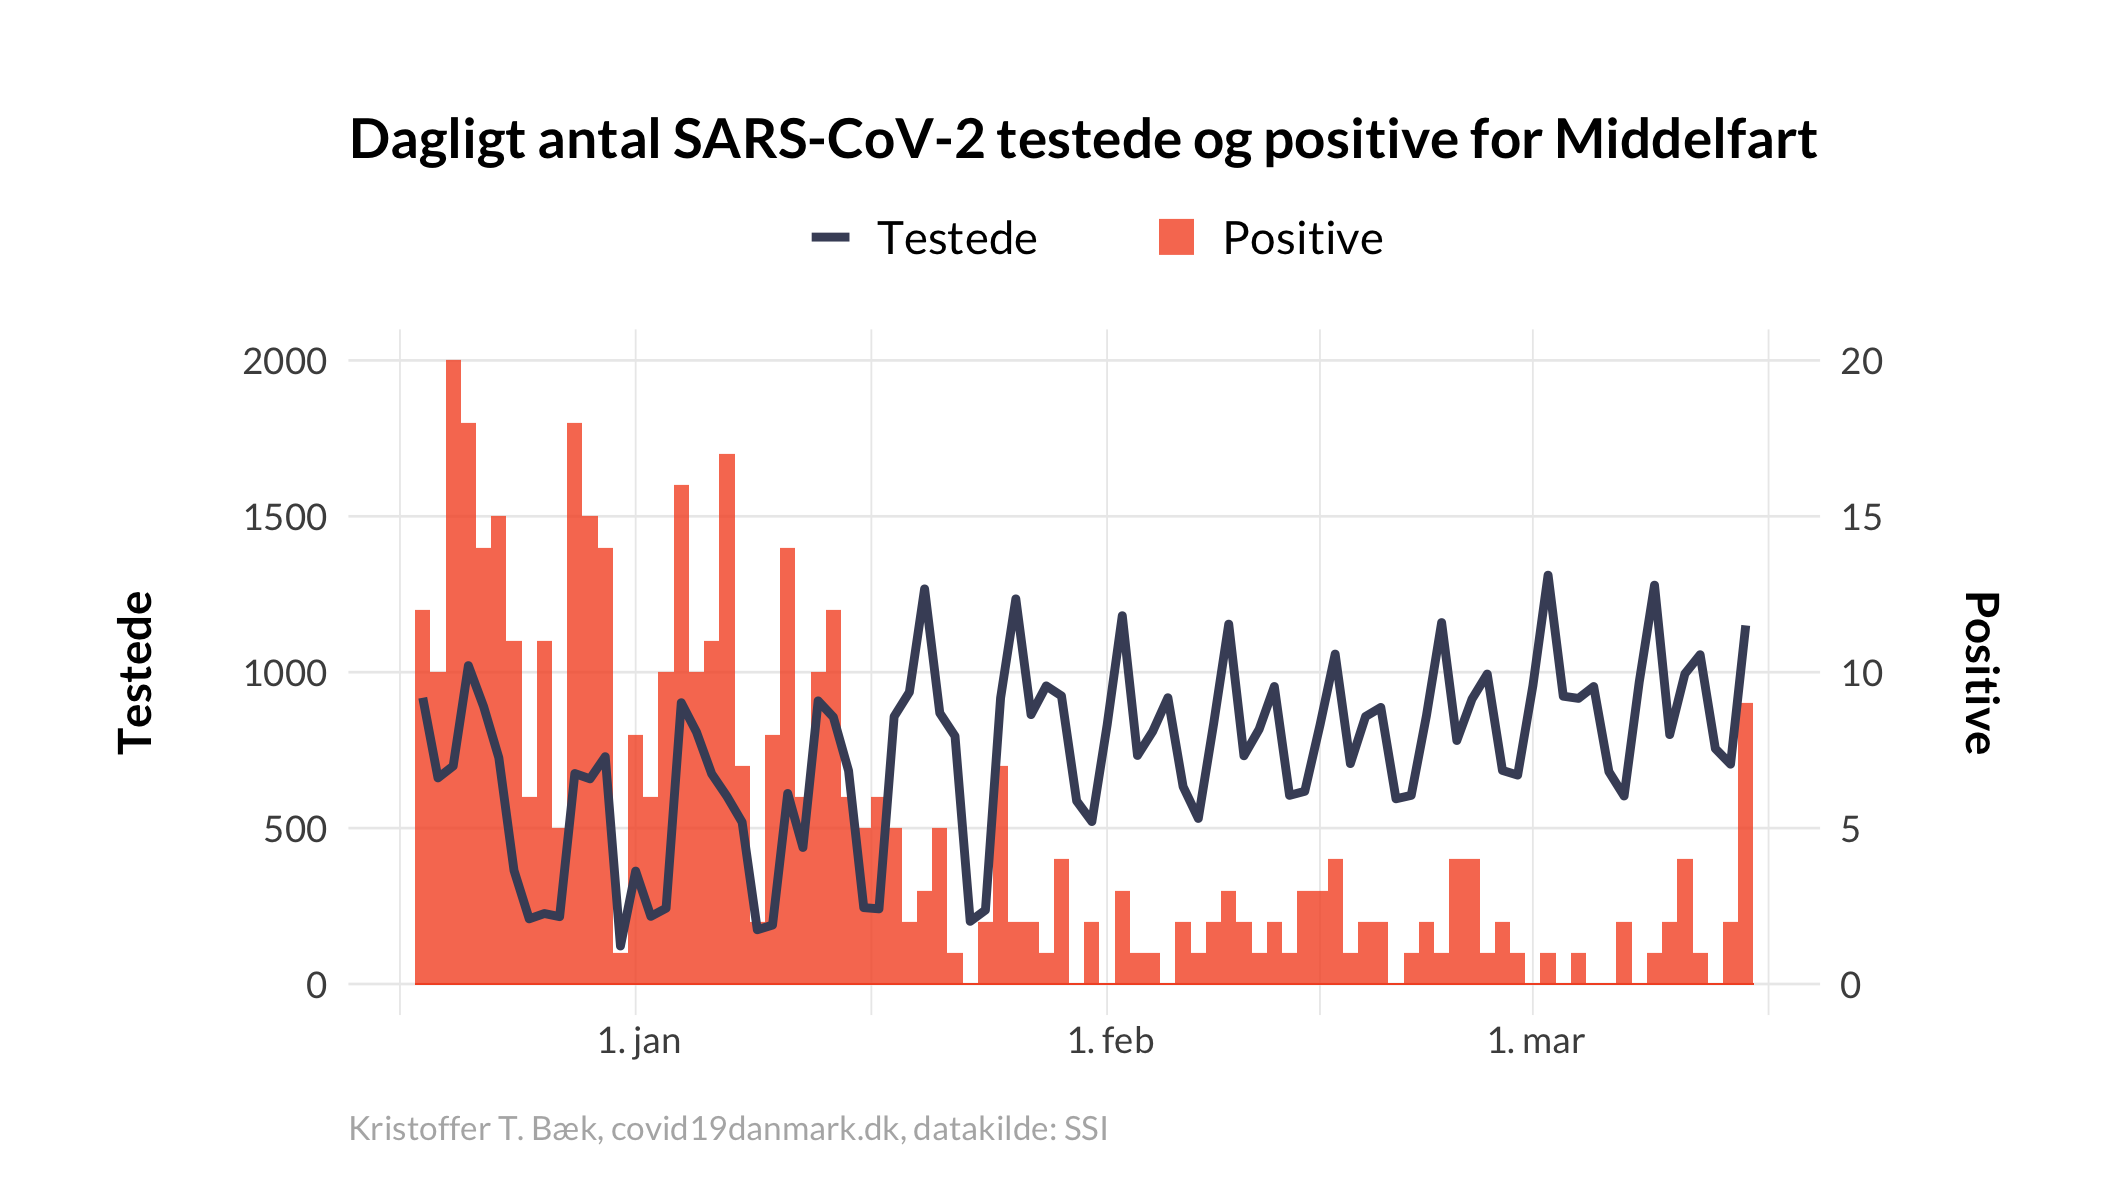 Dagligt antal SARS-CoV-2 testede og positive for Middelfart
Testede Positive
2000 20
1500 15
1000 10
500 5
0 0
Testede
Positive
1. jan 1. feb 1. mar
Kristoffer T. Bæk, covid19danmark.dk, datakilde: SSI